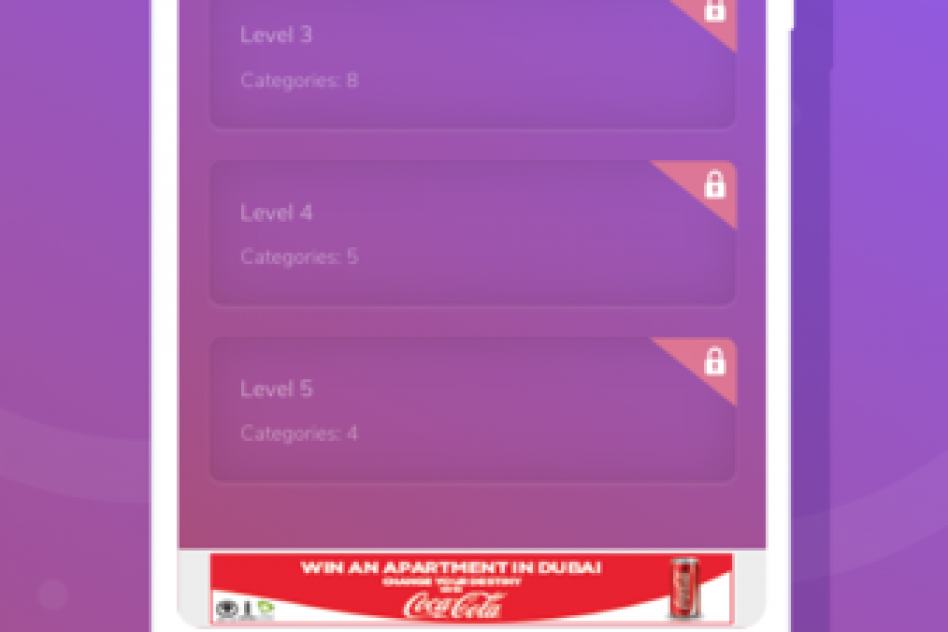 Level 3
Categories: 8
Level 4
Categories: 5
Level 5
Categories: 4
WIN AN APARTMENT IN DUBAI
CHANGE YOUR DESTINY
Coca-Cola